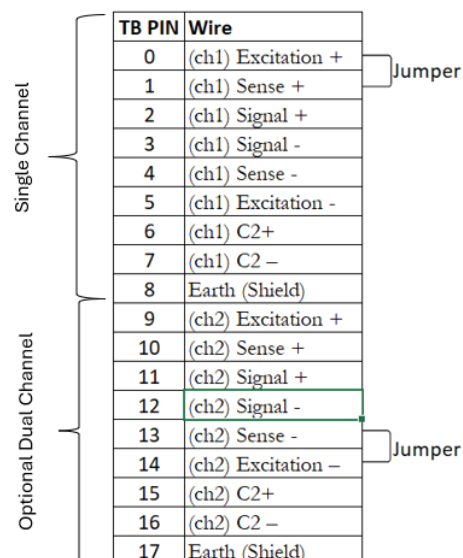 TB PIN Wire
0 (ch1) Excitation +
Jumper
1 (ch1) Sense +
2 (ch1) Signal +
3 (ch1) Signal -
4 (ch1) Sense -
5 (ch1) Excitation -
6 (ch1) C2+
7 (ch1) C2 –
8 Earth (Shield)
Single Channel
9 (ch2) Excitation +
10 (ch2) Sense +
11 (ch2) Signal +
12 (ch2) Signal -
13 (ch2) Sense -
Jumper
14 (ch2) Excitation –
15 (ch2) C2+
16 (ch2) C2 –
17 Earth (Shield)
Optional Dual Channel